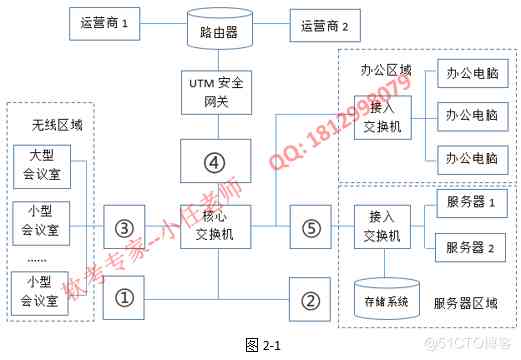 运营商 1
路由器
运营商 2
UTM 安全
网关
④
无线区域
大型
会议室
小型
会议室
......
小型
会议室
③
核心
交换机
①
②
⑤
办公区域
接入
交换机
办公电脑
办公电脑
办公电脑
接入
交换机
服务器 1
服务器 2
存储系统
服务器区域
软考专家--小任老师
QQ: 1812998079
图 2-1
@51CTO博客